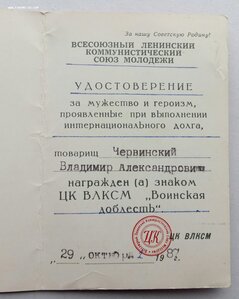 За нашу Советскую Родину!
ВСЕСОЮЗНЫЙ ЛЕНИНСКИЙ
КОММУНИСТИЧЕСКИЙ
СОЮЗ МОЛОДЕЖИ
УДОСТОВЕРЕНИЕ
за мужество и героизм,
проявленные при выполнении
интернационального долга,
товарищ Червинский
Владимир Александрович
награжден (а) знаком
ЦК ВЛКСМ „Воинская
доблесть"
ЦК ВЛКСМ
ЦК
29 октября 1987